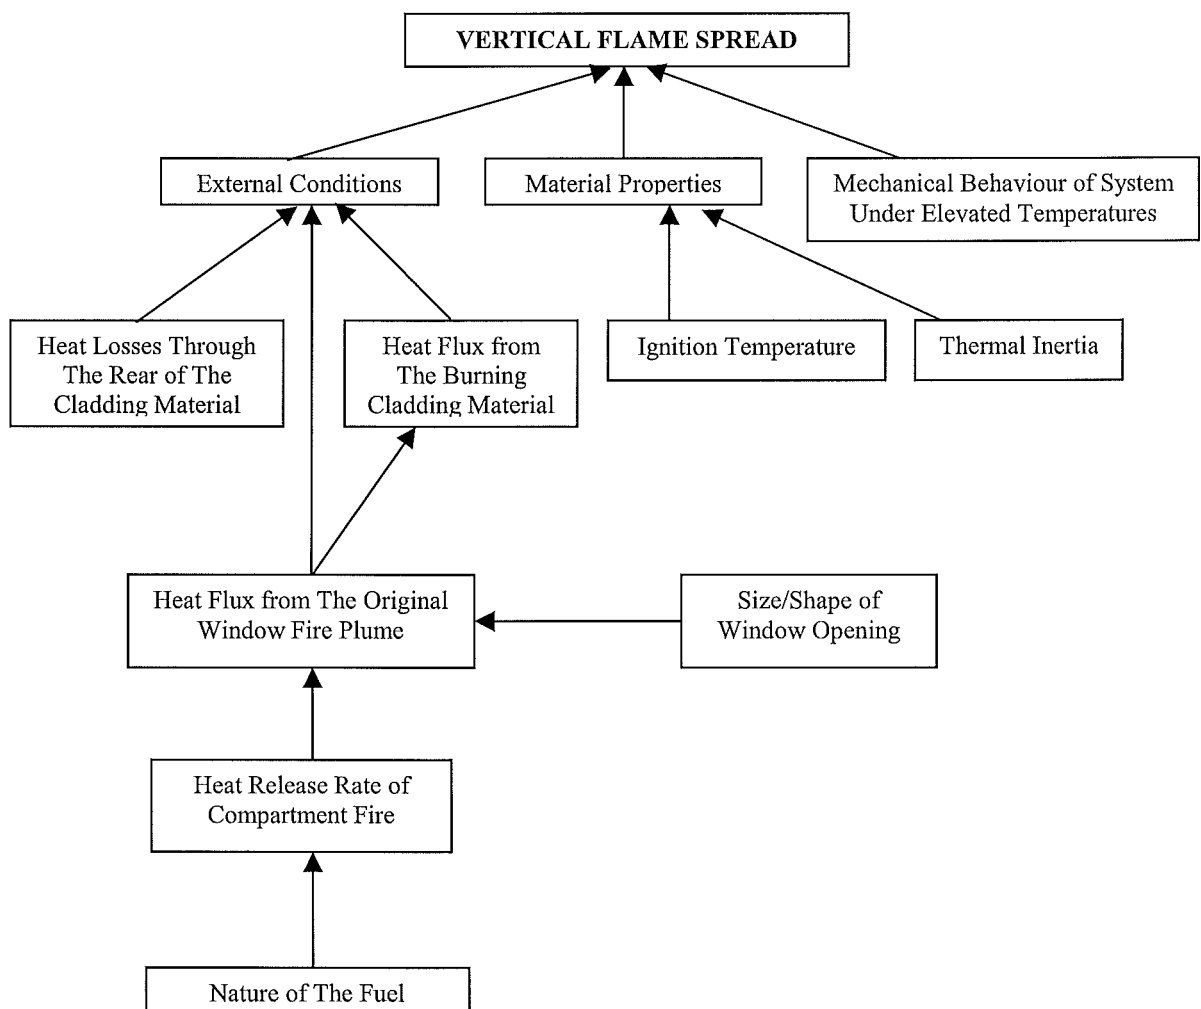 VERTICAL FLAME SPREAD
External Conditions
Material Properties
Mechanical Behaviour of System
Under Elevated Temperatures
Heat Losses Through
The Rear of The
Cladding Material
Heat Flux from
The Burning
Cladding Material
Ignition Temperature
Thermal Inertia
Heat Flux from The Original
Window Fire Plume
Size/Shape of
Window Opening
Heat Release Rate of
Compartment Fire
Nature of The Fuel